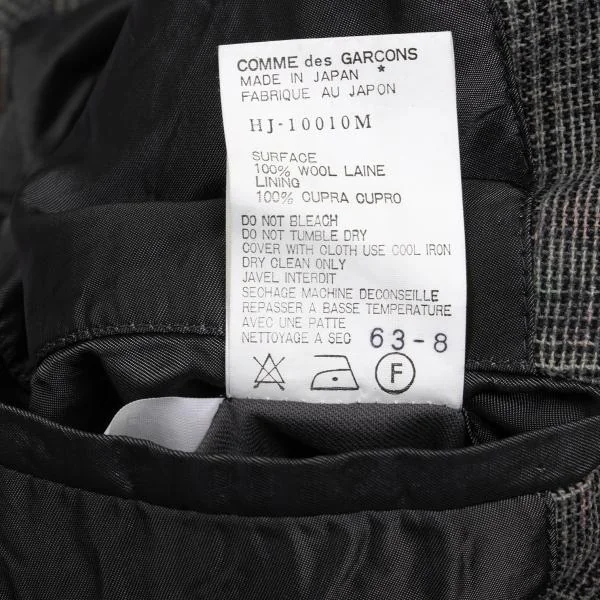 COMME des GARCONS
MADE IN JAPAN *
FABRIQUE AU JAPON
HJ-10010M
SURFACE
100% WOOL LAINE
LINING
100% CUPRA CUPRO
DO NOT BLEACH
DO NOT TUMBLE DRY
COVER WITH CLOTH USE COOL IRON
DRY CLEAN ONLY
JAVEL INTERDIT
SECHAGE MACHINE DECONSEILLE
REPASSER A BASSE TEMPERATURE
AVEC UNE PATTE
NETTOYAGE A SEC 63-8
F